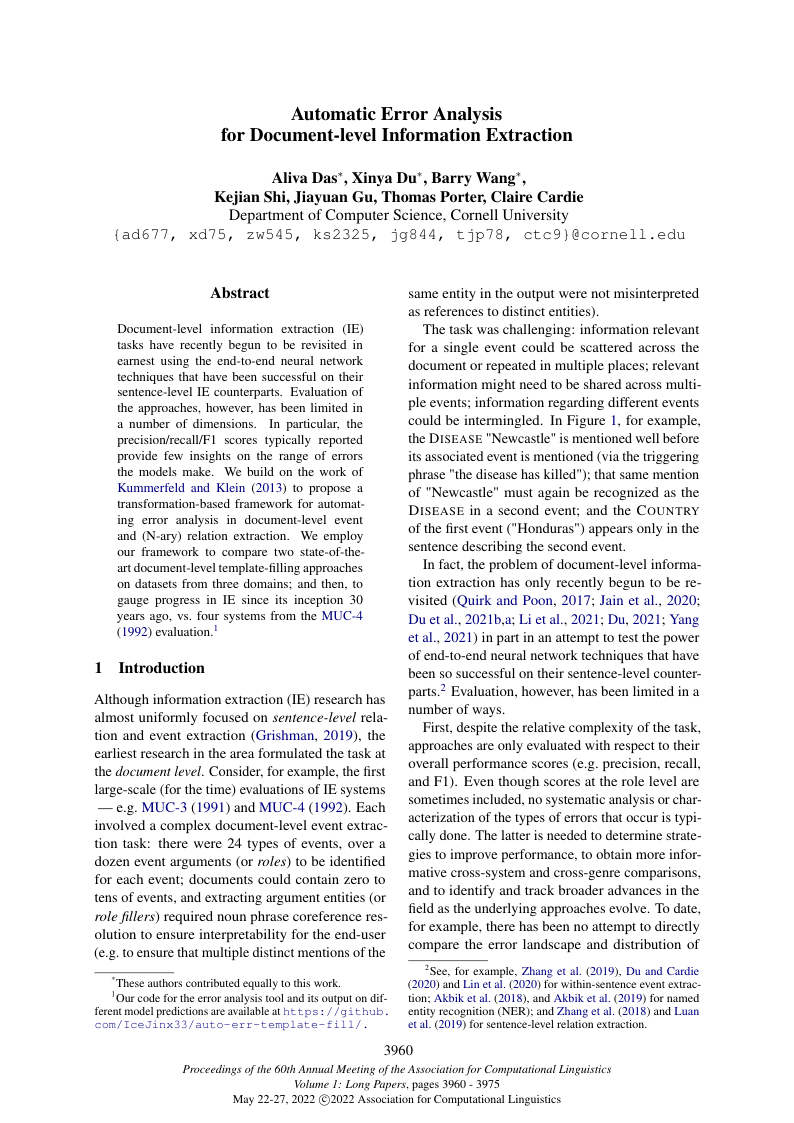 Automatic Error Analysis
for Document-level Information Extraction
Aliva Das*, Xinya Du*, Barry Wang*,
Kejian Shi, Jiayuan Gu, Thomas Porter, Claire Cardie
Department of Computer Science, Cornell University
{ad677, xd75, zw545, ks2325, jg844, tjp78, ctc9}@cornell.edu
Abstract
Document-level information extraction (IE)
tasks have recently begun to be revisited in
earnest using the end-to-end neural network
techniques that have been successful on their
sentence-level IE counterparts. Evaluation of
the approaches, however, has been limited in
a number of dimensions. In particular, the
precision/recall/F1 scores typically reported
provide few insights on the range of errors
the models make. We build on the work of
Kummerfeld and Klein (2013) to propose a
transformation-based framework for automat-
ing error analysis in document-level event
and (N-ary) relation extraction. We employ
our framework to compare two state-of-the-
art document-level template-filling approaches
on datasets from three domains; and then, to
gauge progress in IE since its inception 30
years ago, vs. four systems from the MUC-4
(1992) evaluation.1
1 Introduction
Although information extraction (IE) research has
almost uniformly focused on sentence-level rela-
tion and event extraction (Grishman, 2019), the
earliest research in the area formulated the task at
the document level. Consider, for example, the first
large-scale (for the time) evaluations of IE systems
— e.g. MUC-3 (1991) and MUC-4 (1992). Each
involved a complex document-level event extrac-
tion task: there were 24 types of events, over a
dozen event arguments (or roles) to be identified
for each event; documents could contain zero to
tens of events, and extracting argument entities (or
role fillers) required noun phrase coreference res-
olution to ensure interpretability for the end-user
(e.g. to ensure that multiple distinct mentions of the
*These authors contributed equally to this work.
1Our code for the error analysis tool and its output on dif-
ferent model predictions are available at https://github.
com/IceJinx33/auto-err-template-fill/.
same entity in the output were not misinterpreted
as references to distinct entities).
The task was challenging: information relevant
for a single event could be scattered across the
document or repeated in multiple places; relevant
information might need to be shared across multi-
ple events; information regarding different events
could be intermingled. In Figure 1, for example,
the DISEASE "Newcastle" is mentioned well before
its associated event is mentioned (via the triggering
phrase "the disease has killed"); that same mention
of "Newcastle" must again be recognized as the
DISEASE in a second event; and the COUNTRY
of the first event ("Honduras") appears only in the
sentence describing the second event.
In fact, the problem of document-level informa-
tion extraction has only recently begun to be re-
visited (Quirk and Poon, 2017; Jain et al., 2020;
Du et al., 2021b,a; Li et al., 2021; Du, 2021; Yang
et al., 2021) in part in an attempt to test the power
of end-to-end neural network techniques that have
been so successful on their sentence-level counter-
parts.2 Evaluation, however, has been limited in a
number of ways.
First, despite the relative complexity of the task,
approaches are only evaluated with respect to their
overall performance scores (e.g. precision, recall,
and F1). Even though scores at the role level are
sometimes included, no systematic analysis or char-
acterization of the types of errors that occur is typi-
cally done. The latter is needed to determine strate-
gies to improve performance, to obtain more infor-
mative cross-system and cross-genre comparisons,
and to identify and track broader advances in the
field as the underlying approaches evolve. To date,
for example, there has been no attempt to directly
compare the error landscape and distribution of
2See, for example, Zhang et al. (2019), Du and Cardie
(2020) and Lin et al. (2020) for within-sentence event extrac-
tion; Akbik et al. (2018), and Akbik et al. (2019) for named
entity recognition (NER); and Zhang et al. (2018) and Luan
et al. (2019) for sentence-level relation extraction.
3960
Proceedings of the 60th Annual Meeting of the Association for Computational Linguistics
Volume 1: Long Papers, pages 3960 - 3975
May 22-27, 2022 ©2022 Association for Computational Linguistics